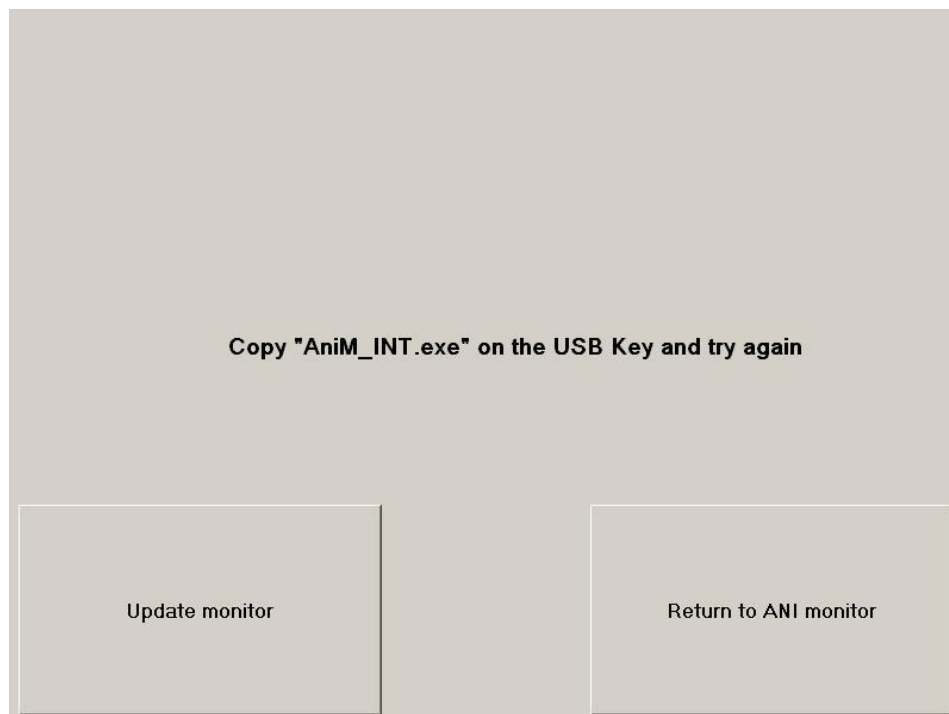 Copy "AniM_INT.exe" on the USB Key and try again
Update monitor
Return to ANI monitor